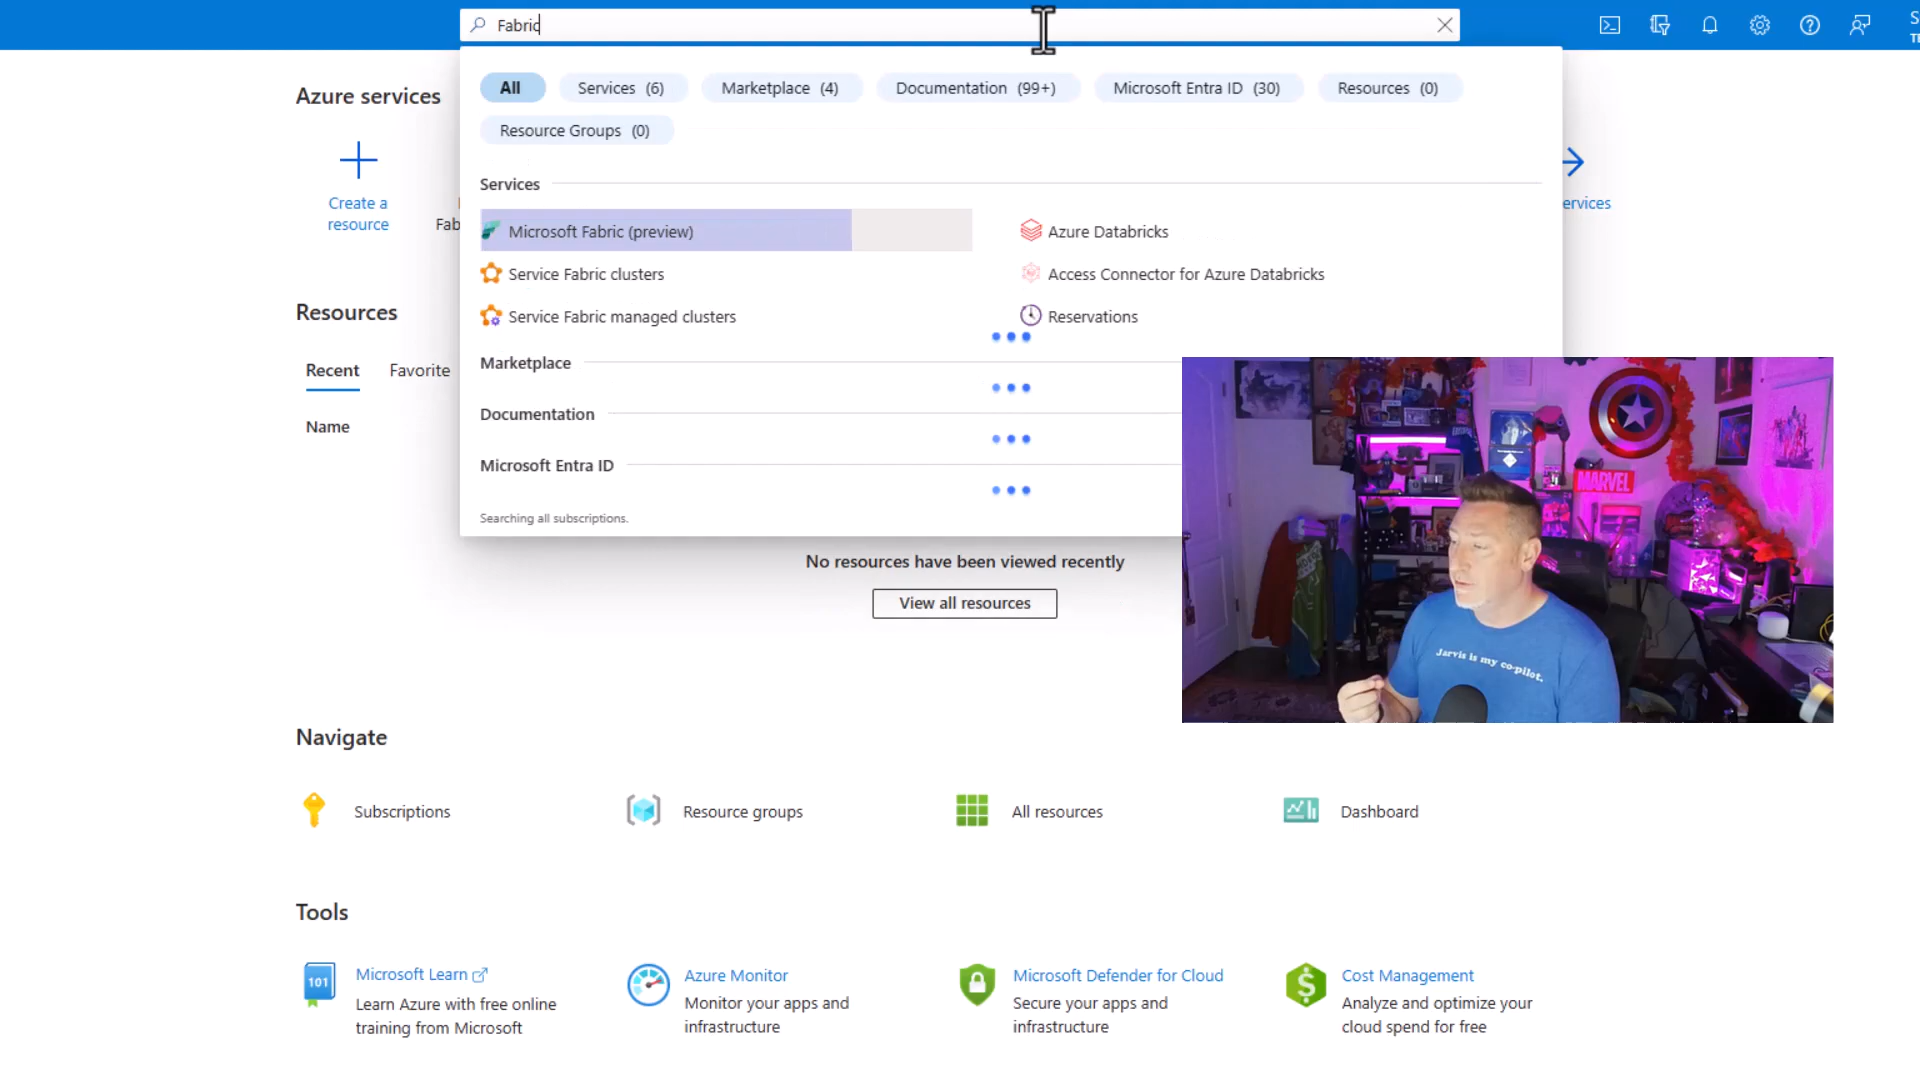 Fabric
All
Services (6)
Marketplace (4)
Documentation (99+)
Microsoft Entra ID (30)
Resources (0)
Resource Groups (0)
Azure services
Create a
resource
Fab
ervices
Services
Microsoft Fabric (preview)
Azure Databricks
Service Fabric clusters
Access Connector for Azure Databricks
Service Fabric managed clusters
Reservations
Marketplace
Documentation
Microsoft Entra ID
Searching all subscriptions.
Resources
Recent
Favorite
Name
No resources have been viewed recently
View all resources
MARVEL
Jarvis is my co-pilot.
Navigate
Subscriptions
Resource groups
All resources
Dashboard
Tools
101
Microsoft Learn
Learn Azure with free online
training from Microsoft
Azure Monitor
Monitor your apps and
infrastructure
Microsoft Defender for Cloud
Secure your apps and
infrastructure
Cost Management
Analyze and optimize your
cloud spend for free